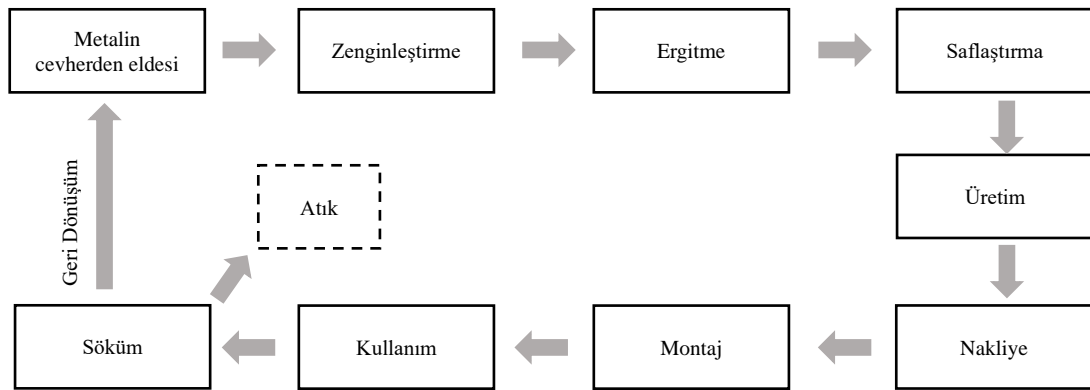 Metalin
cevherden eldesi
Zenginleştirme
Ergitme
Saflaştırma
Üretim
Nakliye
Montaj
Kullanım
Söküm
Atık
Geri Dönüşüm